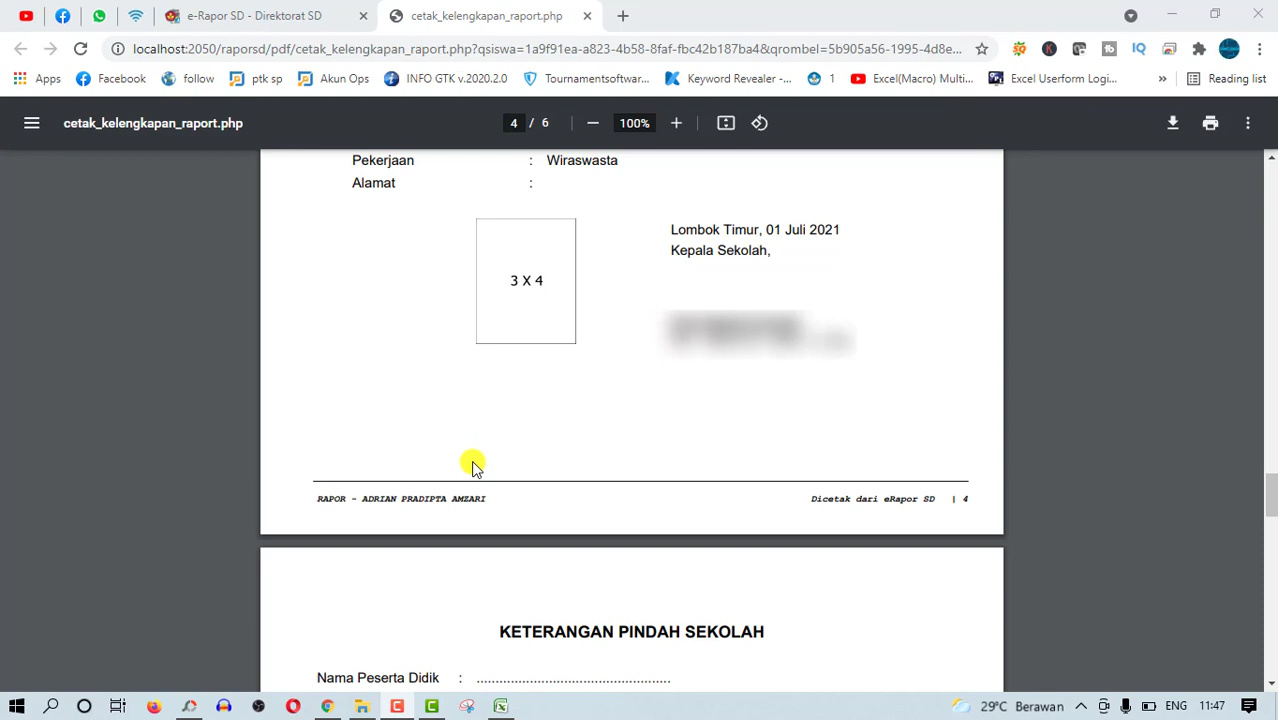 e-Rapor SD - Direktorat SD
cetak_kelengkapan_raport.php
localhost:2050/raporsd/pdf/cetak_kelengkapan_raport.php?qsiswa=1a9f91ea-a823-4b58-8faf-fbc42b187ba4&qrombel=5b905a56-1995-4d8e...
Apps Facebook follow ptk sp Akun Ops INFO GTK v.2020.2.0 Tournamentsoftwar... Keyword Revealer -... 1 Excel(Macro) Multi... Excel Userform Logi... » Reading list
cetak_kelengkapan_raport.php 4 / 6 100%
Pekerjaan : Wiraswasta
Alamat :
Lombok Timur, 01 Juli 2021
Kepala Sekolah,
3 X 4
RAPOR - ADRIAN PRADIPTA AMZARI Dicetak dari eRapor SD | 4
KETERANGAN PINDAH SEKOLAH
Nama Peserta Didik : ....................................................
29°C Berawan ENG 11:47